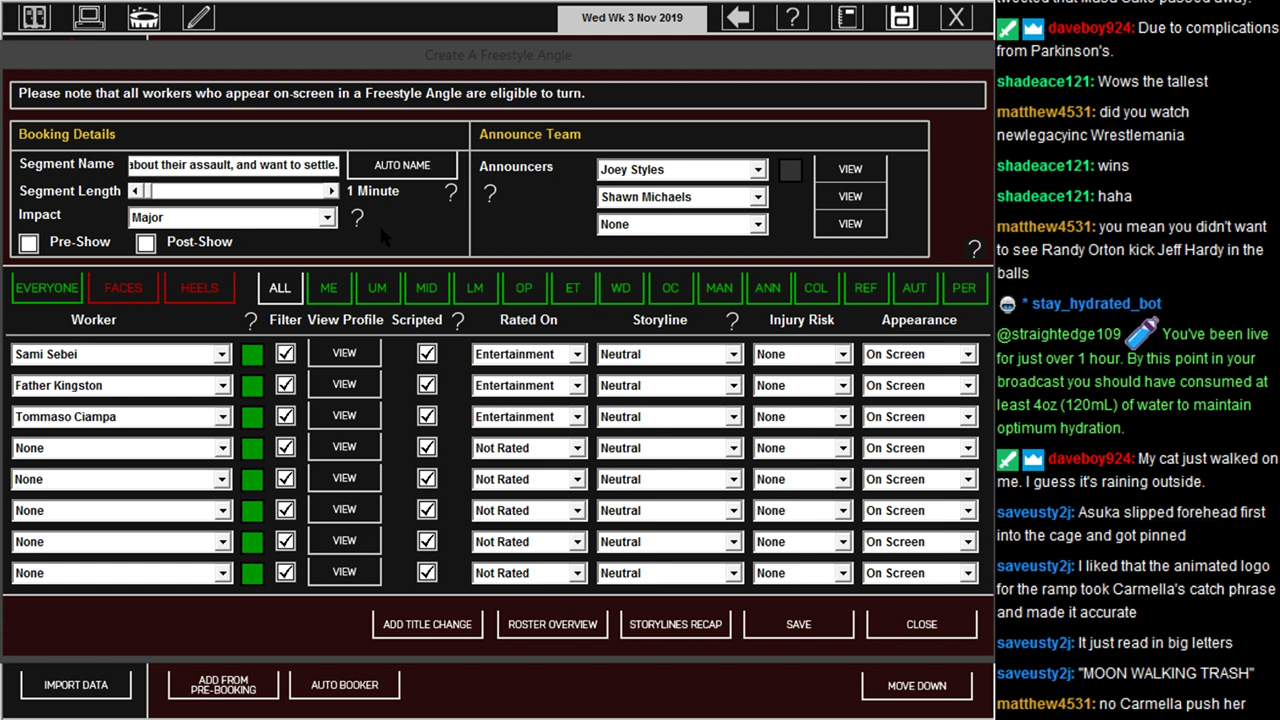 Wed Wk 3 Nov 2019
Create A Freestyle Angle
Please note that all workers who appear on-screen in a Freestyle Angle are eligible to turn.
Booking Details
Segment Name about their assault, and want to settle. AUTO NAME
Segment Length 1 Minute ?
Impact Major ?
Pre-Show Post-Show
Announce Team
Announcers Joey Styles VIEW
? Shawn Michaels VIEW
None VIEW
?
EVERYONE FACES HEELS ALL ME UM MID LM OP ET WD OC MAN ANN COL REF AUT PER
Worker ? Filter View Profile Scripted ? Rated On Storyline ? Injury Risk Appearance
Sami Sebei VIEW Entertainment Neutral None On Screen
Father Kingston VIEW Entertainment Neutral None On Screen
Tommaso Ciampa VIEW Entertainment Neutral None On Screen
None VIEW Not Rated Neutral None On Screen
None VIEW Not Rated Neutral None On Screen
None VIEW Not Rated Neutral None On Screen
None VIEW Not Rated Neutral None On Screen
None VIEW Not Rated Neutral None On Screen
ADD TITLE CHANGE ROSTER OVERVIEW STORYLINES RECAP SAVE CLOSE
IMPORT DATA ADD FROM PRE-BOOKING AUTO BOOKER MOVE DOWN
daveboy924: Due to complications
from Parkinson's.
shadeace121: Wows the tallest
matthew4531: did you watch
newlegacyinc Wrestlemania
shadeace121: wins
shadeace121: haha
matthew4531: you mean you didn't want
to see Randy Orton kick Jeff Hardy in the
balls
* stay_hydrated_bot
@straightedge109 You've been live
for just over 1 hour. By this point in your
broadcast you should have consumed at
least 4oz (120mL) of water to maintain
optimum hydration.
daveboy924: My cat just walked on
me. I guess it's raining outside.
saveusty2j: Asuka slipped forehead first
into the cage and got pinned
saveusty2j: I liked that the animated logo
for the ramp took Carmella's catch phrase
and made it accurate
saveusty2j: It just read in big letters
saveusty2j: "MOON WALKING TRASH"
matthew4531: no Carmella push her